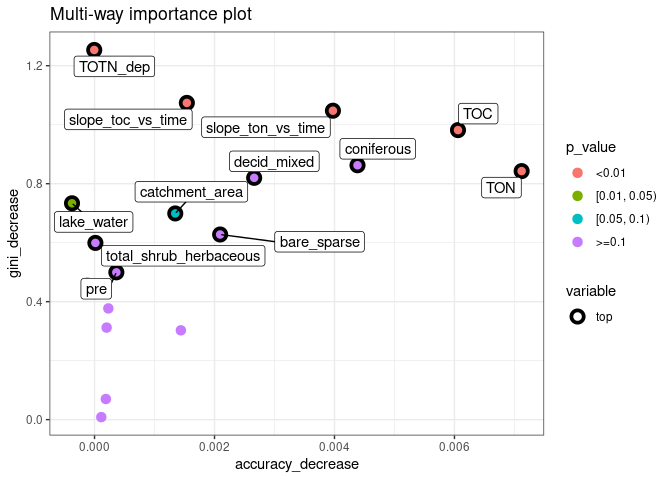 Multi-way importance plot
gini_decrease
1.2
0.8
0.4
0.0
TOTN_dep
slope_toc_vs_time
slope_ton_vs_time
TOC
coniferous
decid_mixed
TON
catchment_area
lake_water
bare_sparse
total_shrub_herbaceous
pre
0.000
0.002
0.004
0.006
accuracy_decrease
p_value
<0.01
[0.01, 0.05)
[0.05, 0.1)
>=0.1
variable
top